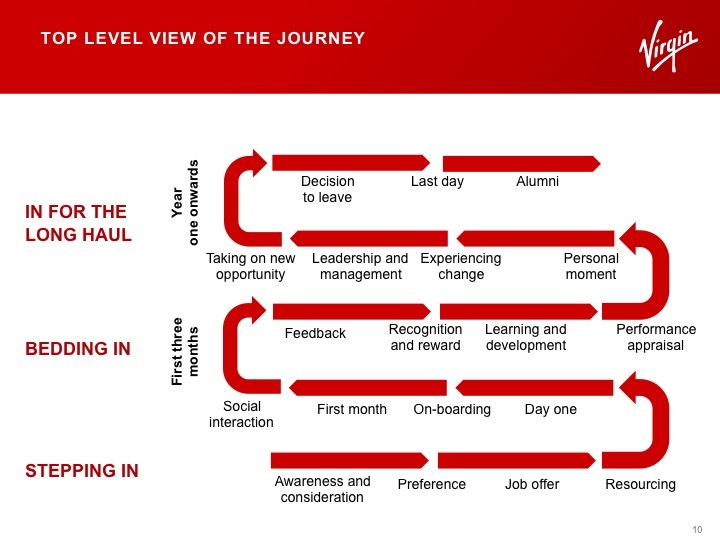 TOP LEVEL VIEW OF THE JOURNEY
Virgin
Year
one onwards
IN FOR THE
LONG HAUL
Decision
to leave
Last day
Alumni
Taking on new
opportunity
Leadership and
management
Experiencing
change
Personal
moment
First three
months
BEDDING IN
Feedback
Recognition
and reward
Learning and
development
Performance
appraisal
Social
interaction
First month
On-boarding
Day one
STEPPING IN
Awareness and
consideration
Preference
Job offer
Resourcing
10